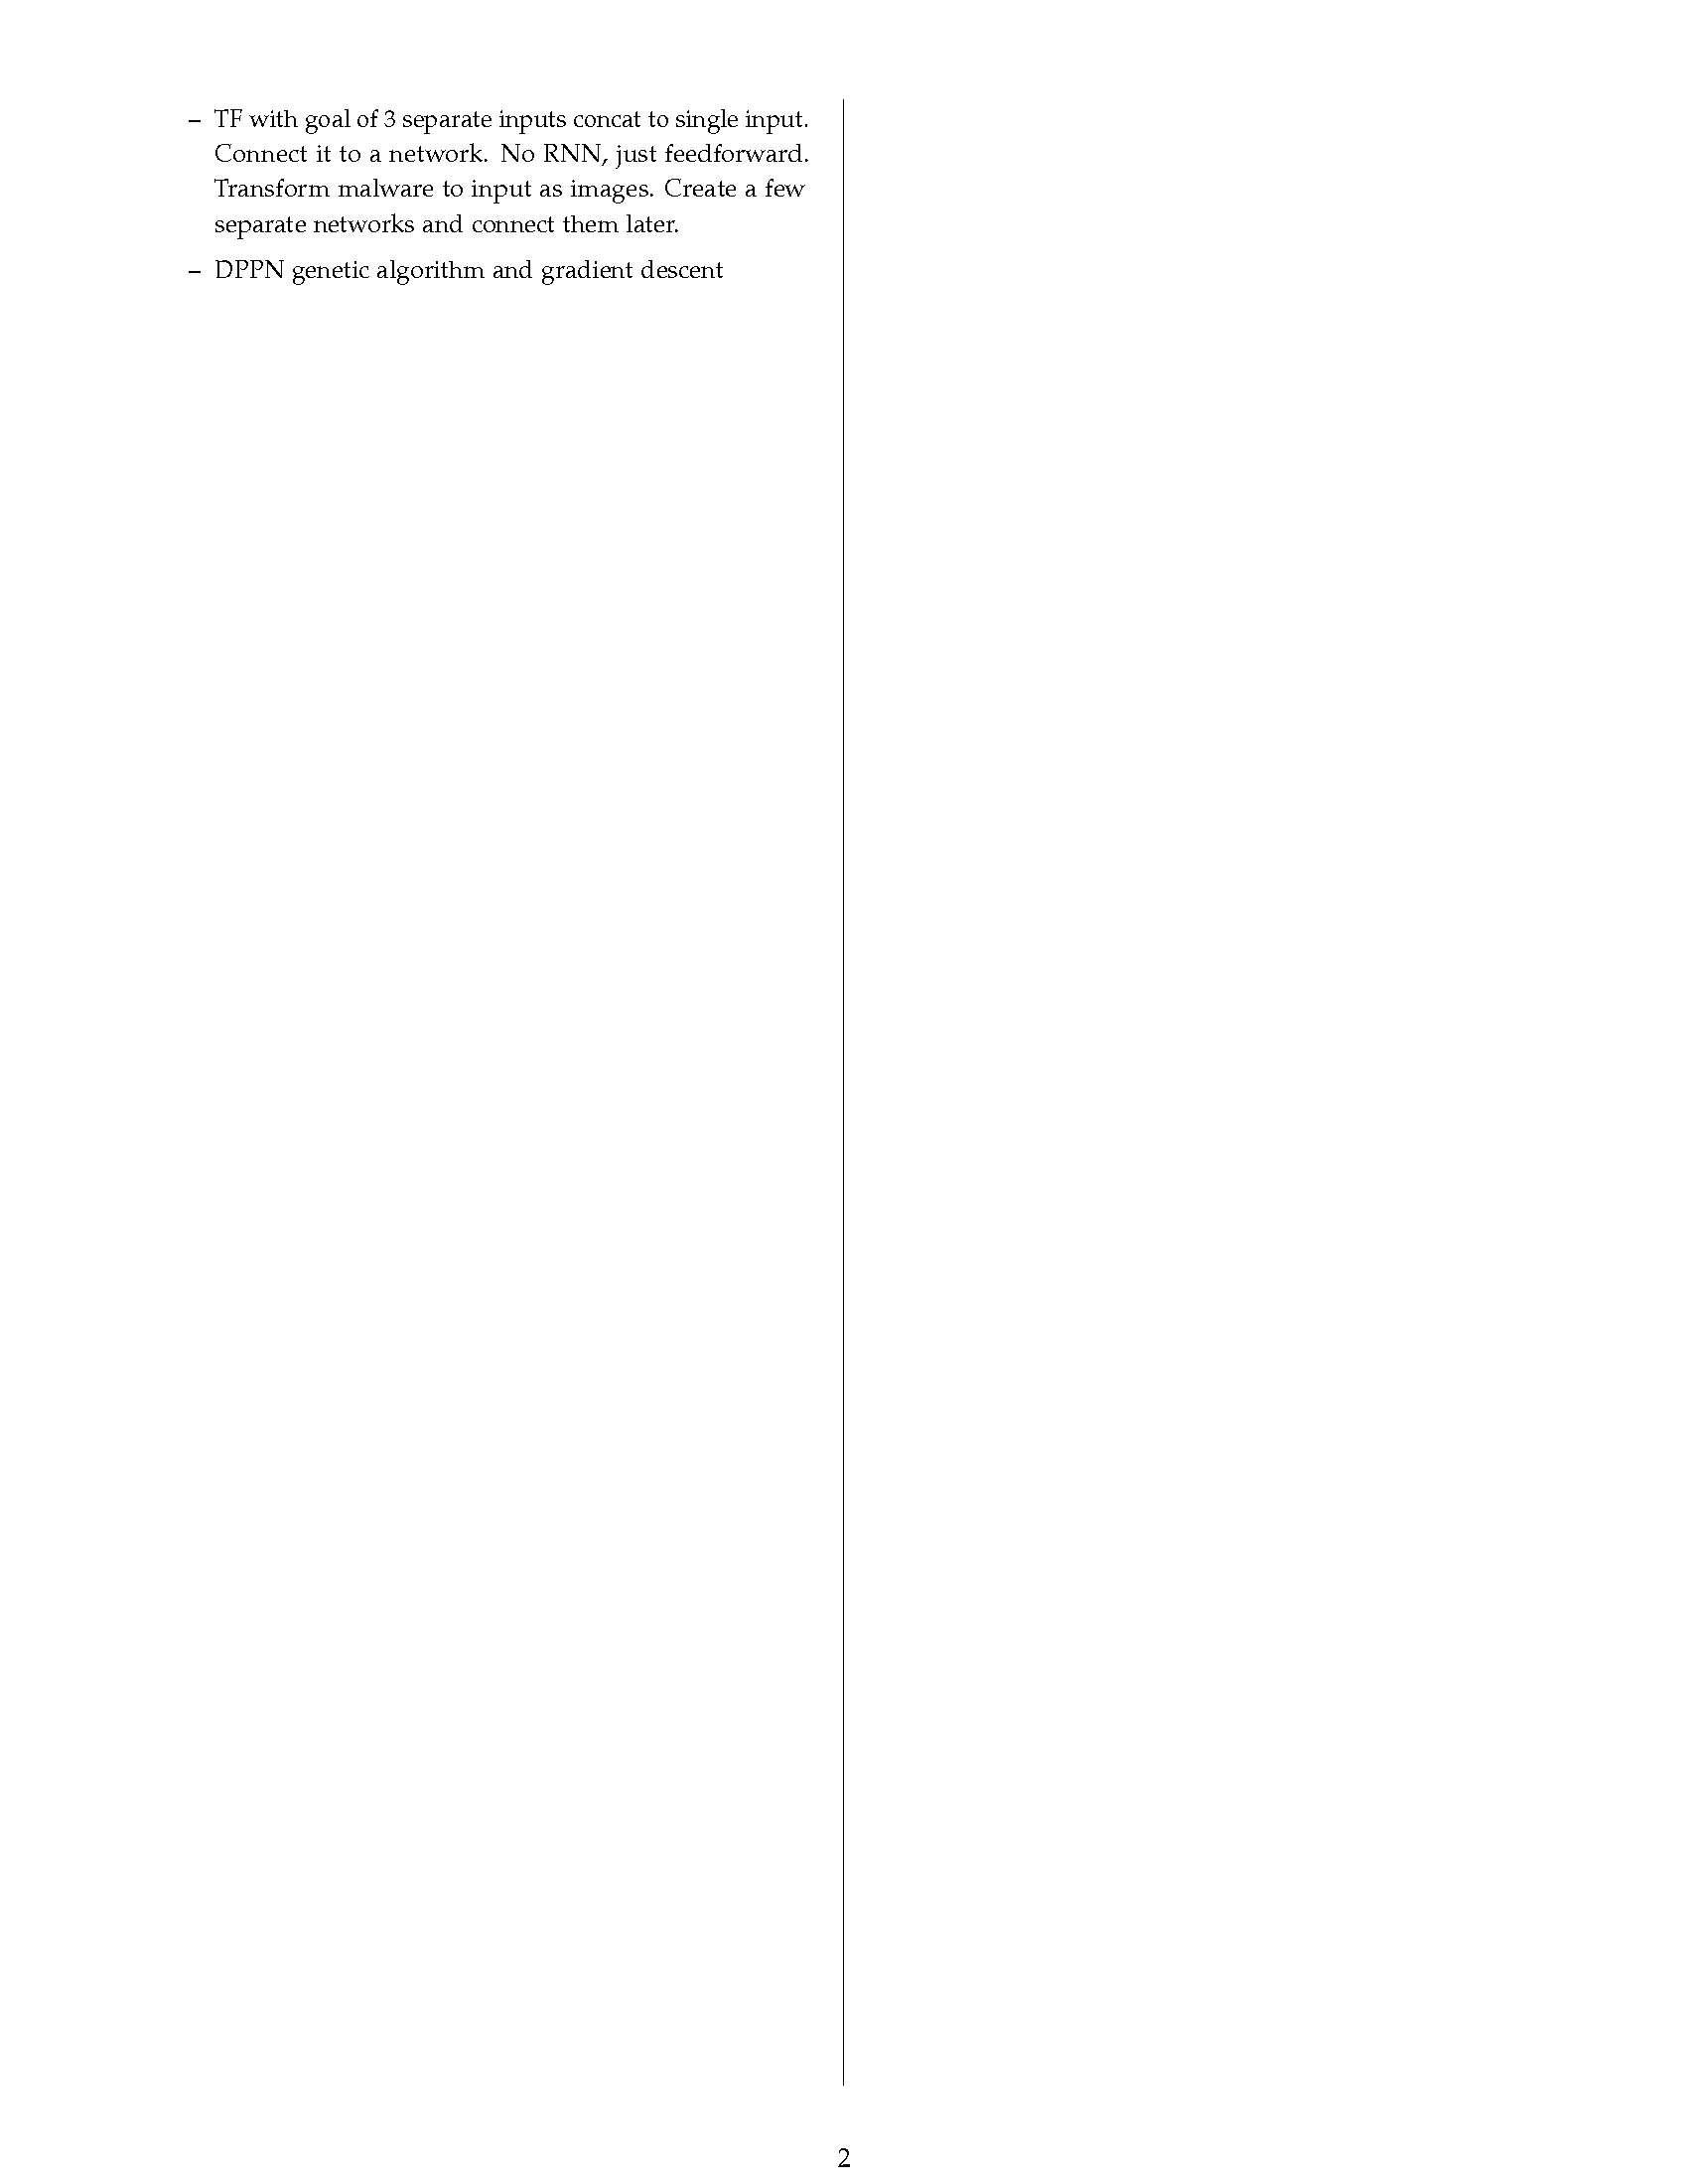 – TF with goal of 3 separate inputs concat to single input.
Connect it to a network. No RNN, just feedforward.
Transform malware to input as images. Create a few
separate networks and connect them later.
– DPPN genetic algorithm and gradient descent
2